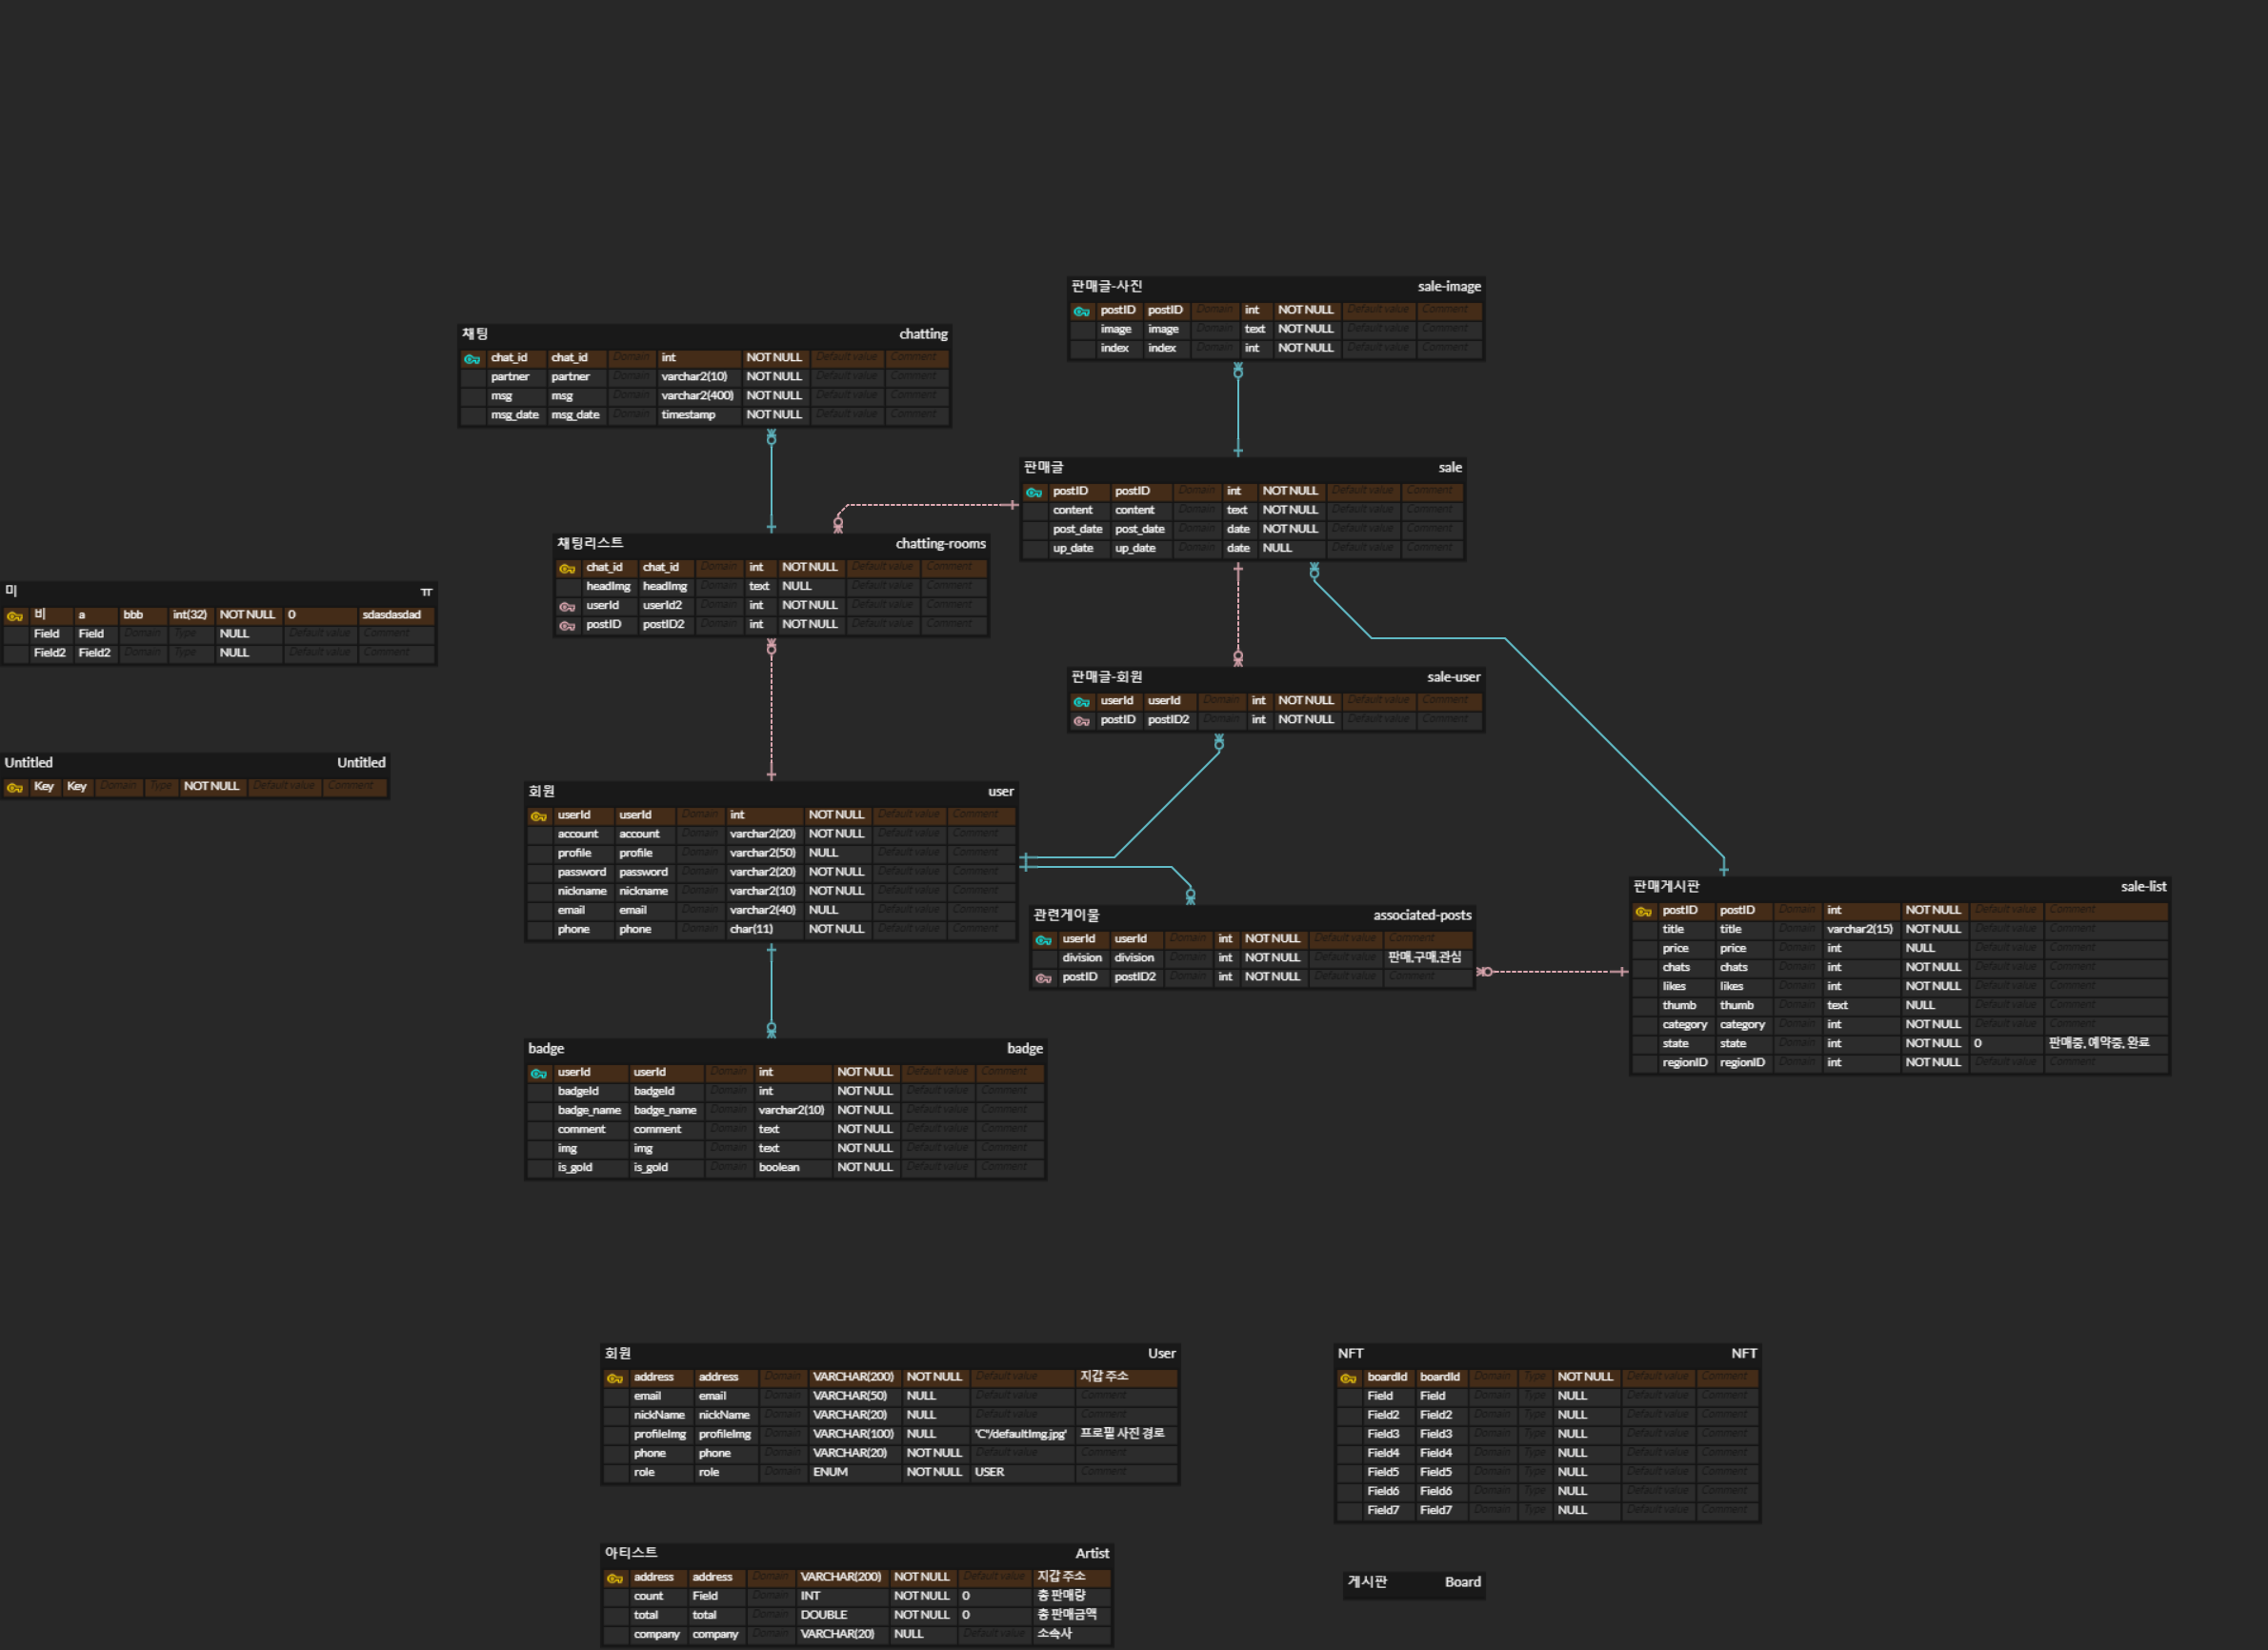 판매글-사진 sale-image
postID postID Domain int NOT NULL Default value Comment
image image Domain text NOT NULL Default value Comment
index index Domain int NOT NULL Default value Comment
채팅 chatting
chat_id chat_id Domain int NOT NULL Default value Comment
partner partner Domain varchar2(10) NOT NULL Default value Comment
msg msg Domain varchar2(400) NOT NULL Default value Comment
msg_date msg_date Domain timestamp NOT NULL Default value Comment
판매글 sale
postID postID Domain int NOT NULL Default value Comment
content content Domain text NOT NULL Default value Comment
post_date post_date Domain date NOT NULL Default value Comment
up_date up_date Domain date NULL Default value Comment
채팅리스트 chatting-rooms
chat_id chat_id Domain int NOT NULL Default value Comment
headImg headImg Domain text NULL Default value Comment
userId userId2 Domain int NOT NULL Default value Comment
postID postID2 Domain int NOT NULL Default value Comment
미 ㅠ
비 a bbb int(32) NOT NULL 0 sdasdasdad
Field Field Domain Type NULL Default value Comment
Field2 Field2 Domain Type NULL Default value Comment
판매글-회원 sale-user
userId userId Domain int NOT NULL Default value Comment
postID postID2 Domain int NOT NULL Default value Comment
Untitled Untitled
Key Key Domain Type NOT NULL Default value Comment
회원 user
userId userId Domain int NOT NULL Default value Comment
account account Domain varchar2(20) NOT NULL Default value Comment
profile profile Domain varchar2(50) NULL Default value Comment
password password Domain varchar2(20) NOT NULL Default value Comment
nickname nickname Domain varchar2(10) NOT NULL Default value Comment
email email Domain varchar2(40) NULL Default value Comment
phone phone Domain char(11) NOT NULL Default value Comment
관련게이물 associated-posts
userId userId Domain int NOT NULL Default value Comment
division division Domain int NOT NULL Default value 판매,구매,관심
postID postID2 Domain int NOT NULL Default value Comment
판매게시판 sale-list
postID postID Domain int NOT NULL Default value Comment
title title Domain varchar2(15) NOT NULL Default value Comment
price price Domain int NULL Default value Comment
chats chats Domain int NOT NULL Default value Comment
likes likes Domain int NOT NULL Default value Comment
thumb thumb Domain text NULL Default value Comment
category category Domain int NOT NULL Default value Comment
state state Domain int NOT NULL 0 판매중, 예약중, 완료
regionID regionID Domain int NOT NULL Default value Comment
badge badge
userId userId Domain int NOT NULL Default value Comment
badgeId badgeId Domain int NOT NULL Default value Comment
badge_name badge_name Domain varchar2(10) NOT NULL Default value Comment
comment comment Domain text NOT NULL Default value Comment
img img Domain text NOT NULL Default value Comment
is_gold is_gold Domain boolean NOT NULL Default value Comment
회원 User
address address Domain VARCHAR(200) NOT NULL Default value 지갑 주소
email email Domain VARCHAR(50) NULL Default value Comment
nickName nickName Domain VARCHAR(20) NULL Default value Comment
profileImg profileImg Domain VARCHAR(100) NULL 'C"/defaultImg.jpg' 프로필 사진 경로
phone phone Domain VARCHAR(20) NOT NULL Default value Comment
role role Domain ENUM NOT NULL USER Comment
NFT NFT
boardId boardId Domain Type NOT NULL Default value Comment
Field Field Domain Type NULL Default value Comment
Field2 Field2 Domain Type NULL Default value Comment
Field3 Field3 Domain Type NULL Default value Comment
Field4 Field4 Domain Type NULL Default value Comment
Field5 Field5 Domain Type NULL Default value Comment
Field6 Field6 Domain Type NULL Default value Comment
Field7 Field7 Domain Type NULL Default value Comment
아티스트 Artist
address address Domain VARCHAR(200) NOT NULL Default value 지갑 주소
count Field Domain INT NOT NULL 0 총 판매량
total total Domain DOUBLE NOT NULL 0 총 판매금액
company company Domain VARCHAR(20) NULL Default value 소속사
게시판 Board